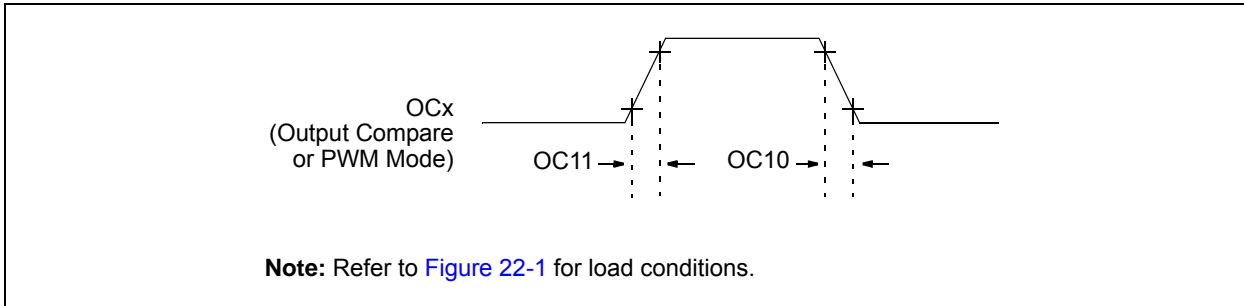 OCx
(Output Compare
or PWM Mode)
OC11
OC10
Note: Refer to Figure 22-1 for load conditions.